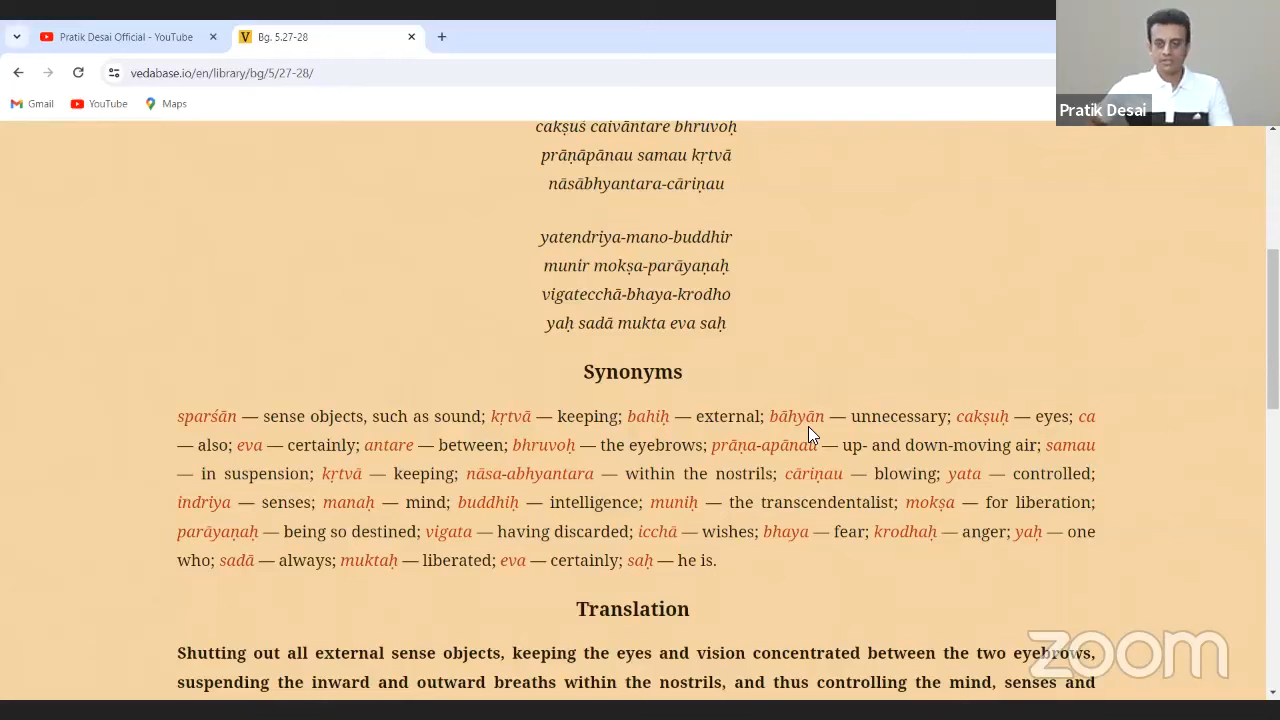 Pratik Desai Official - YouTube
Bg. 5.27-28
vedabase.io/en/library/bg/5/27-28/
Gmail YouTube Maps
Pratik Desai
cakṣuś caivāntare bhruvoḥ
prāṇāpānau samau kṛtvā
nāsābhyantara-cāriṇau
yatendriya-mano-buddhir
munir mokṣa-parāyaṇaḥ
vigatecchā-bhaya-krodho
yaḥ sadā mukta eva saḥ
Synonyms
sparśān — sense objects, such as sound; kṛtvā — keeping; bahiḥ — external; bāhyān — unnecessary; cakṣuḥ — eyes; ca
— also; eva — certainly; antare — between; bhruvoḥ — the eyebrows; prāṇa-apānau — up- and down-moving air; samau
— in suspension; kṛtvā — keeping; nāsa-abhyantara — within the nostrils; cāriṇau — blowing; yata — controlled;
indriya — senses; manaḥ — mind; buddhiḥ — intelligence; muniḥ — the transcendentalist; mokṣa — for liberation;
parāyaṇaḥ — being so destined; vigata — having discarded; icchā — wishes; bhaya — fear; krodhaḥ — anger; yaḥ — one
who; sadā — always; muktaḥ — liberated; eva — certainly; saḥ — he is.
Translation
Shutting out all external sense objects, keeping the eyes and vision concentrated between the two eyebrows,
suspending the inward and outward breaths within the nostrils, and thus controlling the mind, senses and
zoom